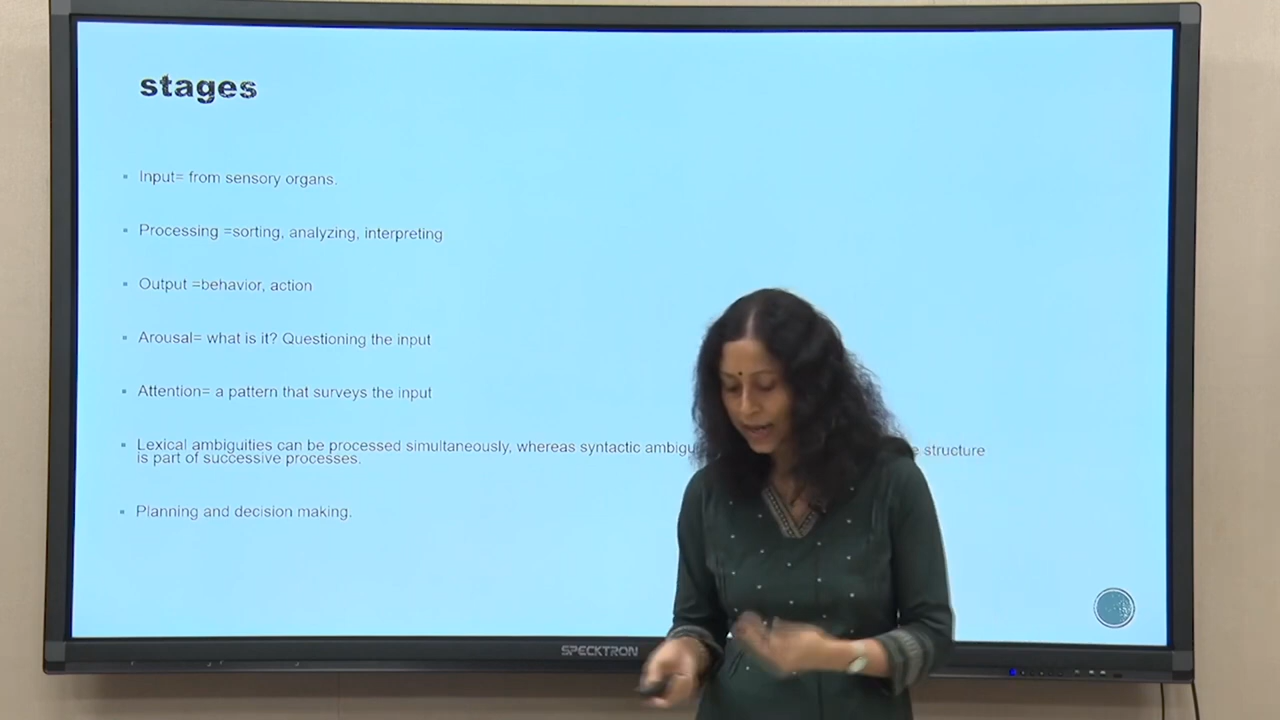 stages
Input= from sensory organs.
Processing =sorting, analyzing, interpreting
Output =behavior, action
Arousal= what is it? Questioning the input
Attention= a pattern that surveys the input
Lexical ambiguities can be processed simultaneously, whereas syntactic structure
is part of successive processes.
Planning and decision making.
SPECKTRON